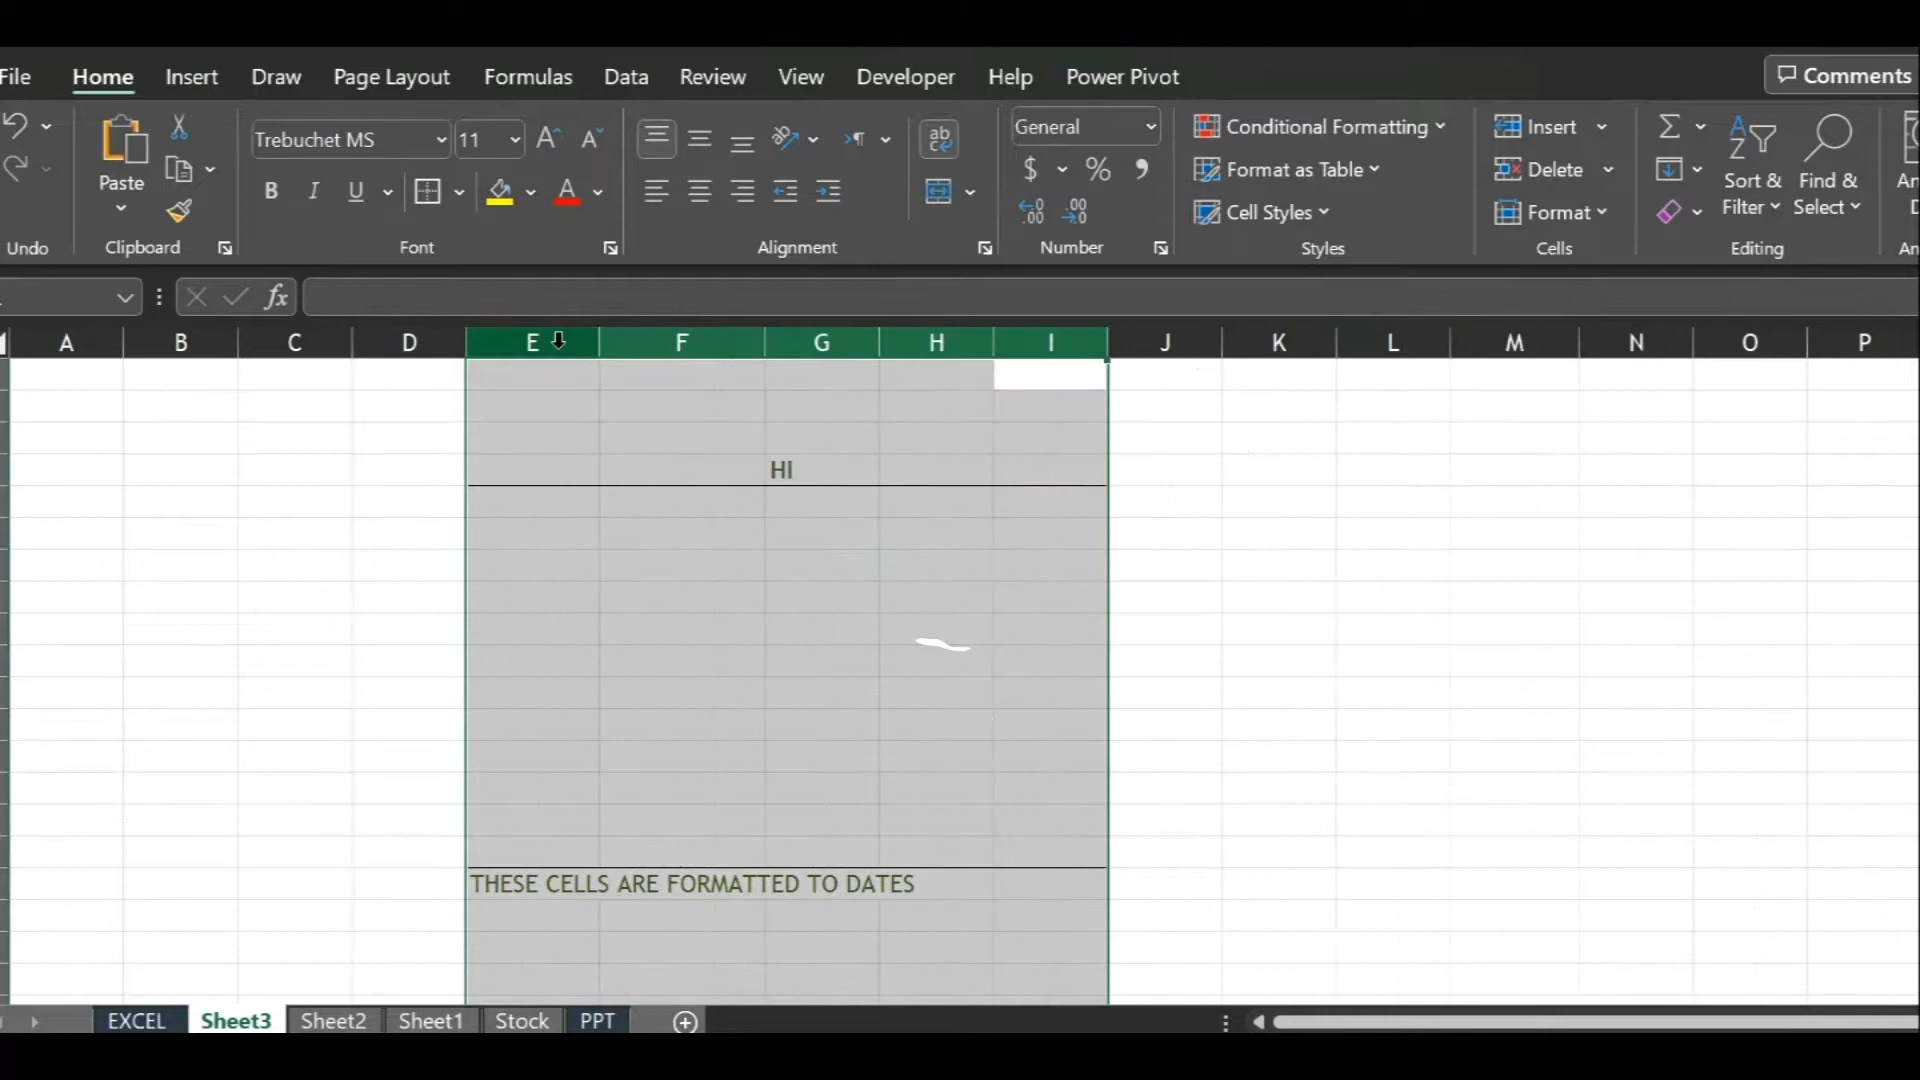 File Home Insert Draw Page Layout Formulas Data Review View Developer Help Power Pivot Comments
Trebuchet MS 11 General Conditional Formatting Insert
Paste $ % , Format as Table Delete Sort & Find &
B I U A Cell Styles Format Filter Select
Undo Clipboard Font Alignment Number Styles Cells Editing
fx
A B C D E F G H I J K L M N O P
HI
THESE CELLS ARE FORMATTED TO DATES
EXCEL Sheet3 Sheet2 Sheet1 Stock PPT